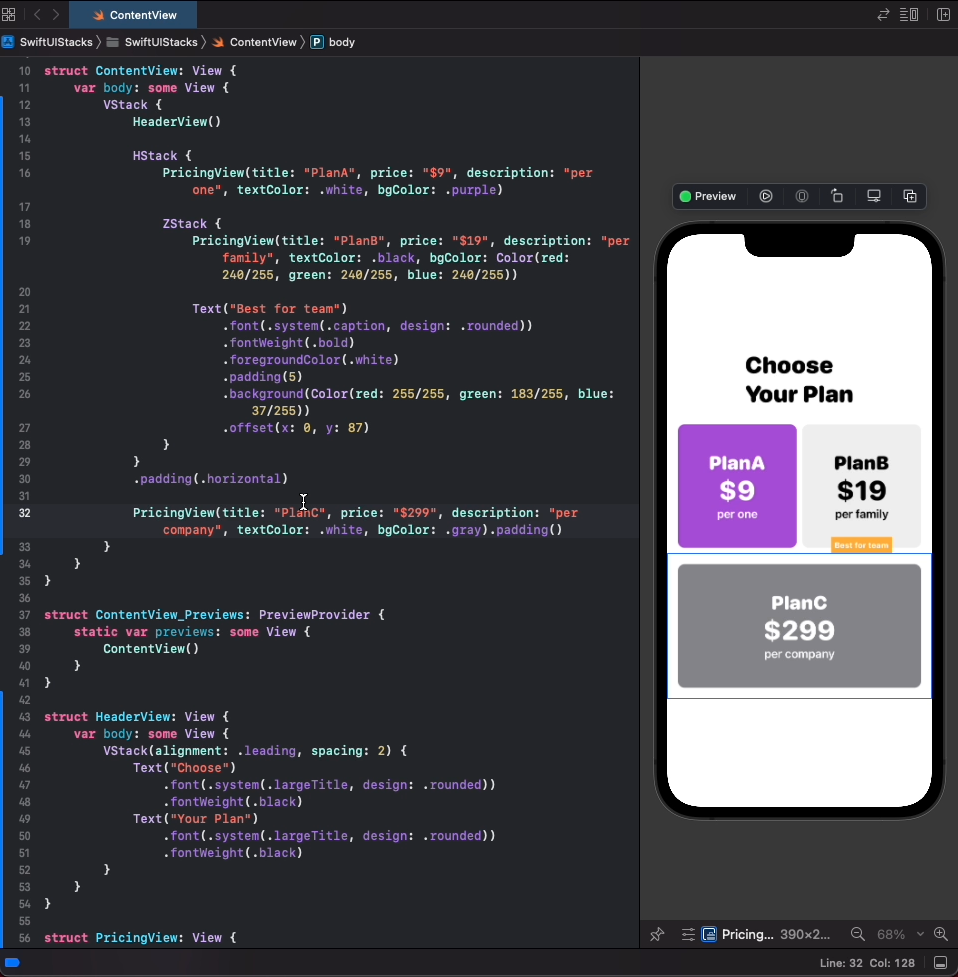 ContentView
SwiftUIStacks
SwiftUIStacks
ContentView
P
body
10 struct ContentView: View {
11 var body: some View {
12 VStack {
13 HeaderView()
14
15 HStack {
16 PricingView(title: "PlanA", price: "$9", description: "per
one", textColor: .white, bgColor: .purple)
17
18 ZStack {
19 PricingView(title: "PlanB", price: "$19", description: "per
family", textColor: .black, bgColor: Color(red:
240/255, green: 240/255, blue: 240/255))
20
21 Text("Best for team")
22 .font(.system(.caption, design: .rounded))
23 .fontWeight(.bold)
24 .foregroundColor(.white)
25 .padding(5)
26 .background(Color(red: 255/255, green: 183/255, blue:
37/255))
27 .offset(x: 0, y: 87)
28 }
29 }
30 .padding(.horizontal)
31
32 PricingView(title: "PlanC", price: "$299", description: "per
company", textColor: .white, bgColor: .gray).padding()
33 }
34 }
35 }
36
37 struct ContentView_Previews: PreviewProvider {
38 static var previews: some View {
39 ContentView()
40 }
41 }
42
43 struct HeaderView: View {
44 var body: some View {
45 VStack(alignment: .leading, spacing: 2) {
46 Text("Choose")
47 .font(.system(.largeTitle, design: .rounded))
48 .fontWeight(.black)
49 Text("Your Plan")
50 .font(.system(.largeTitle, design: .rounded))
51 .fontWeight(.black)
52 }
53 }
54 }
55
56 struct PricingView: View {
Preview
Choose
Your Plan
PlanA
$9
per one
PlanB
$19
per family
Best for team
PlanC
$299
per company
Pricing... 390×2... 68%
Line: 32 Col: 128